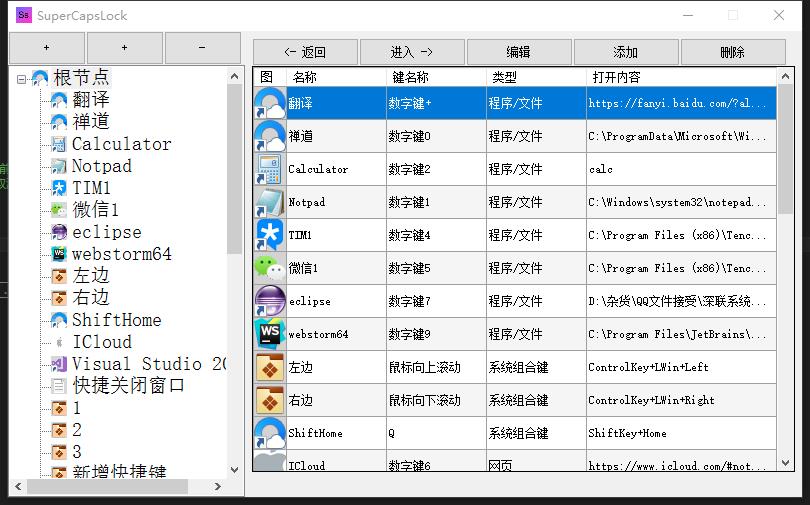 Ss SuperCapsLock
+ + -
<- 返回 进入 -> 编辑 添加 删除
根节点
翻译
禅道
Calculator
Notpad
TIM1
微信1
eclipse
webstorm64
左边
右边
ShiftHome
ICloud
Visual Studio 20
快捷关闭窗口
1
2
3
新增快捷键
图 名称 键名称 类型 打开内容
翻译 数字键+ 程序/文件 https://fanyi.baidu.com/?al...
禅道 数字键0 程序/文件 C:\ProgramData\Microsoft\Wi...
Calculator 数字键2 程序/文件 calc
Notpad 数字键1 程序/文件 C:\Windows\system32\notepad...
TIM1 数字键4 程序/文件 C:\Program Files (x86)\Tenc...
微信1 数字键5 程序/文件 C:\Program Files (x86)\Tenc...
eclipse 数字键7 程序/文件 D:\杂货\QQ文件接受\深联系统...
WS webstorm64 数字键9 程序/文件 C:\Program Files\JetBrains\...
左边 鼠标向上滚动 系统组合键 ControlKey+LWin+Left
右边 鼠标向下滚动 系统组合键 ControlKey+LWin+Right
ShiftHome Q 系统组合键 ShiftKey+Home
ICloud 数字键6 网页 https://www.icloud.com/#not...